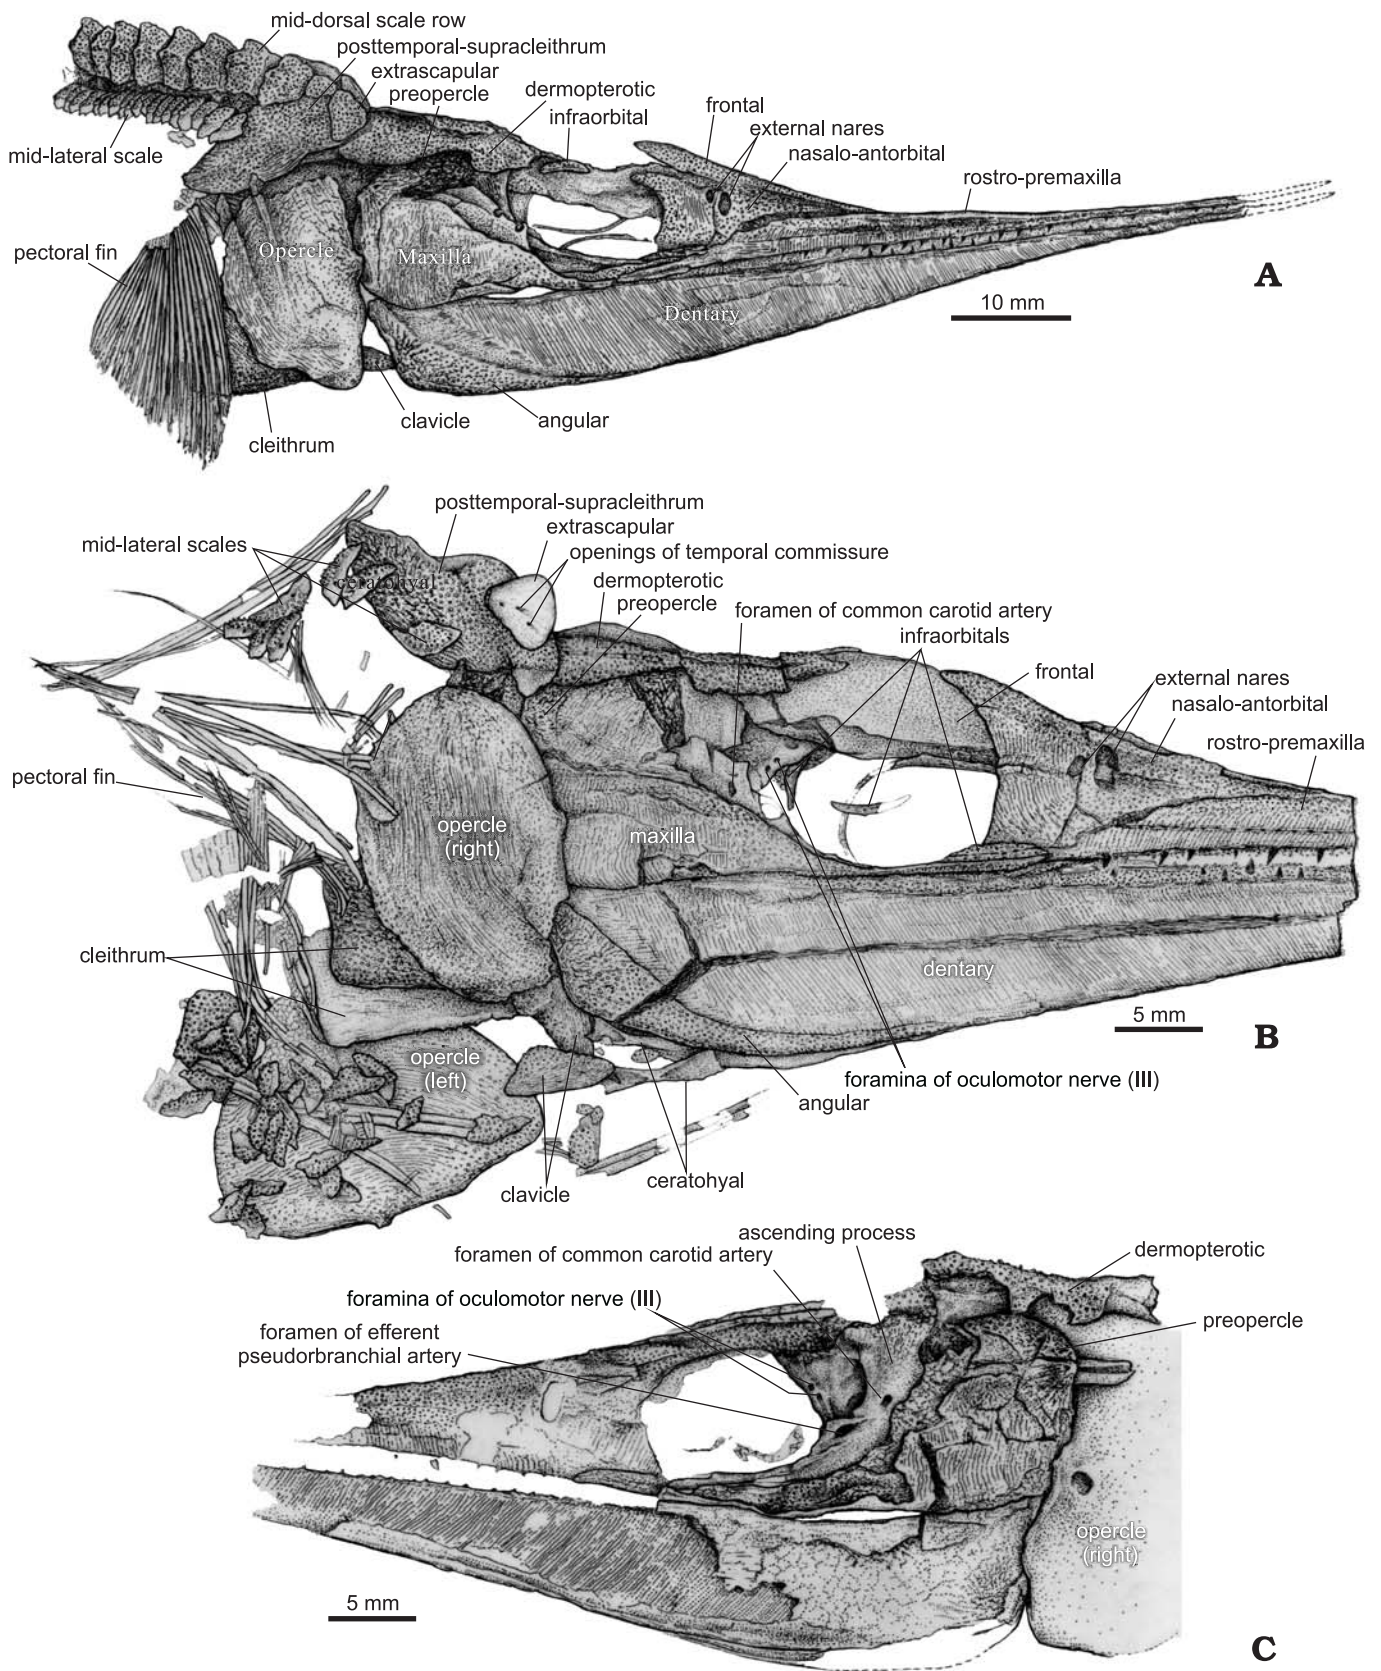 mid-dorsal scale row
posttemporal-supracleithrum
extrascapular
preopercle
dermopterotic
infraorbital
frontal
external nares
nasalo-antorbital
rostro-premaxilla
mid-lateral scale
pectoral fin
Opercle
Maxilla
Dentary
A
10 mm
clavicle
angular
cleithrum
posttemporal-supracleithrum
extrascapular
mid-lateral scales
openings of temporal commissure
ceratohyal
dermopterotic
preopercle
foramen of common carotid artery
infraorbitals
frontal
external nares
nasalo-antorbital
rostro-premaxilla
pectoral fin
opercle
(right)
maxilla
cleithrum
dentary
5 mm
B
opercle
(left)
foramina of oculomotor nerve (III)
angular
clavicle
ceratohyal
ascending process
foramen of common carotid artery
dermopterotic
foramina of oculomotor nerve (III)
preopercle
foramen of efferent
pseudorbranchial artery
opercle
(right)
5 mm
C